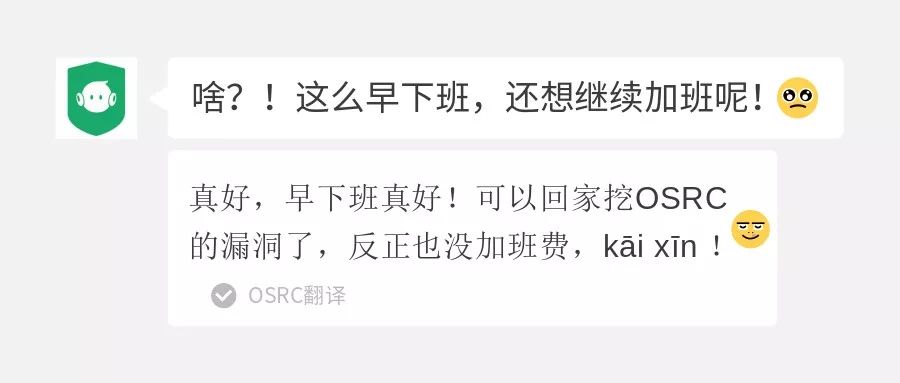 啥？！这么早下班，还想继续加班呢！🥺
真好，早下班真好！可以回家挖OSRC
的漏洞了，反正也没加班费，kāi xīn！
OSRC翻译